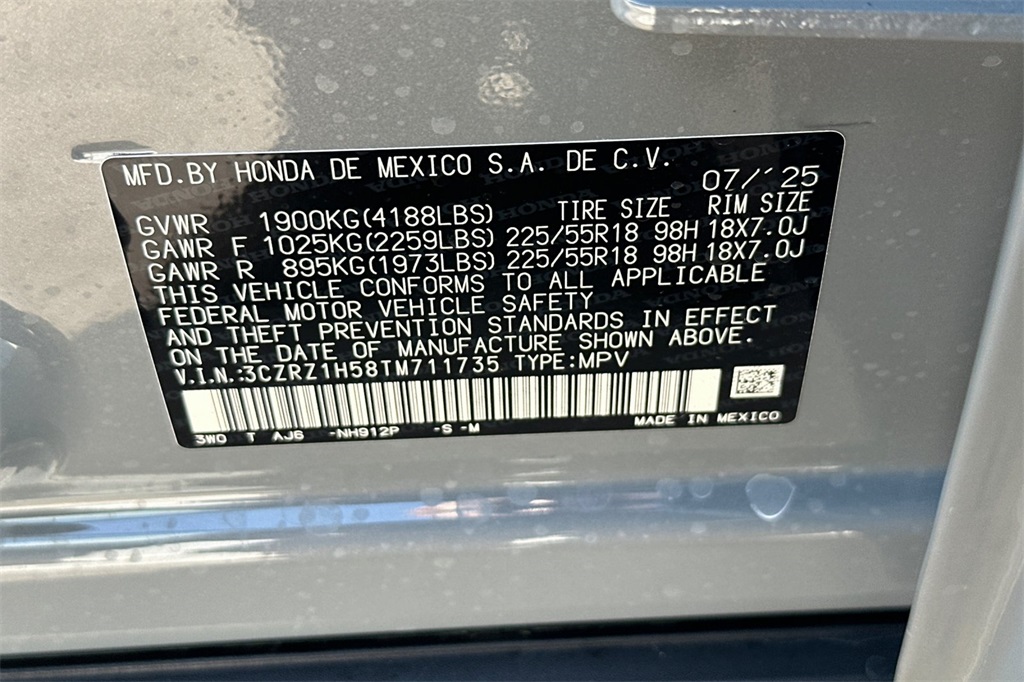 MFD.BY HONDA DE MEXICO S.A. DE C.V. 07/'25
GVWR 1900KG(4188LBS) TIRE SIZE RIM SIZE
GAWR F 1025KG(2259LBS) 225/55R18 98H 18X7.0J
GAWR R 895KG(1973LBS) 225/55R18 98H 18X7.0J
THIS VEHICLE CONFORMS TO ALL APPLICABLE
FEDERAL MOTOR VEHICLE SAFETY
AND THEFT PREVENTION STANDARDS IN EFFECT
ON THE DATE OF MANUFACTURE SHOWN ABOVE.
V.I.N.:3CZRZ1H58TM711735 TYPE:MPV
3W0 T AJ6 -NH912P -S -M MADE IN MEXICO